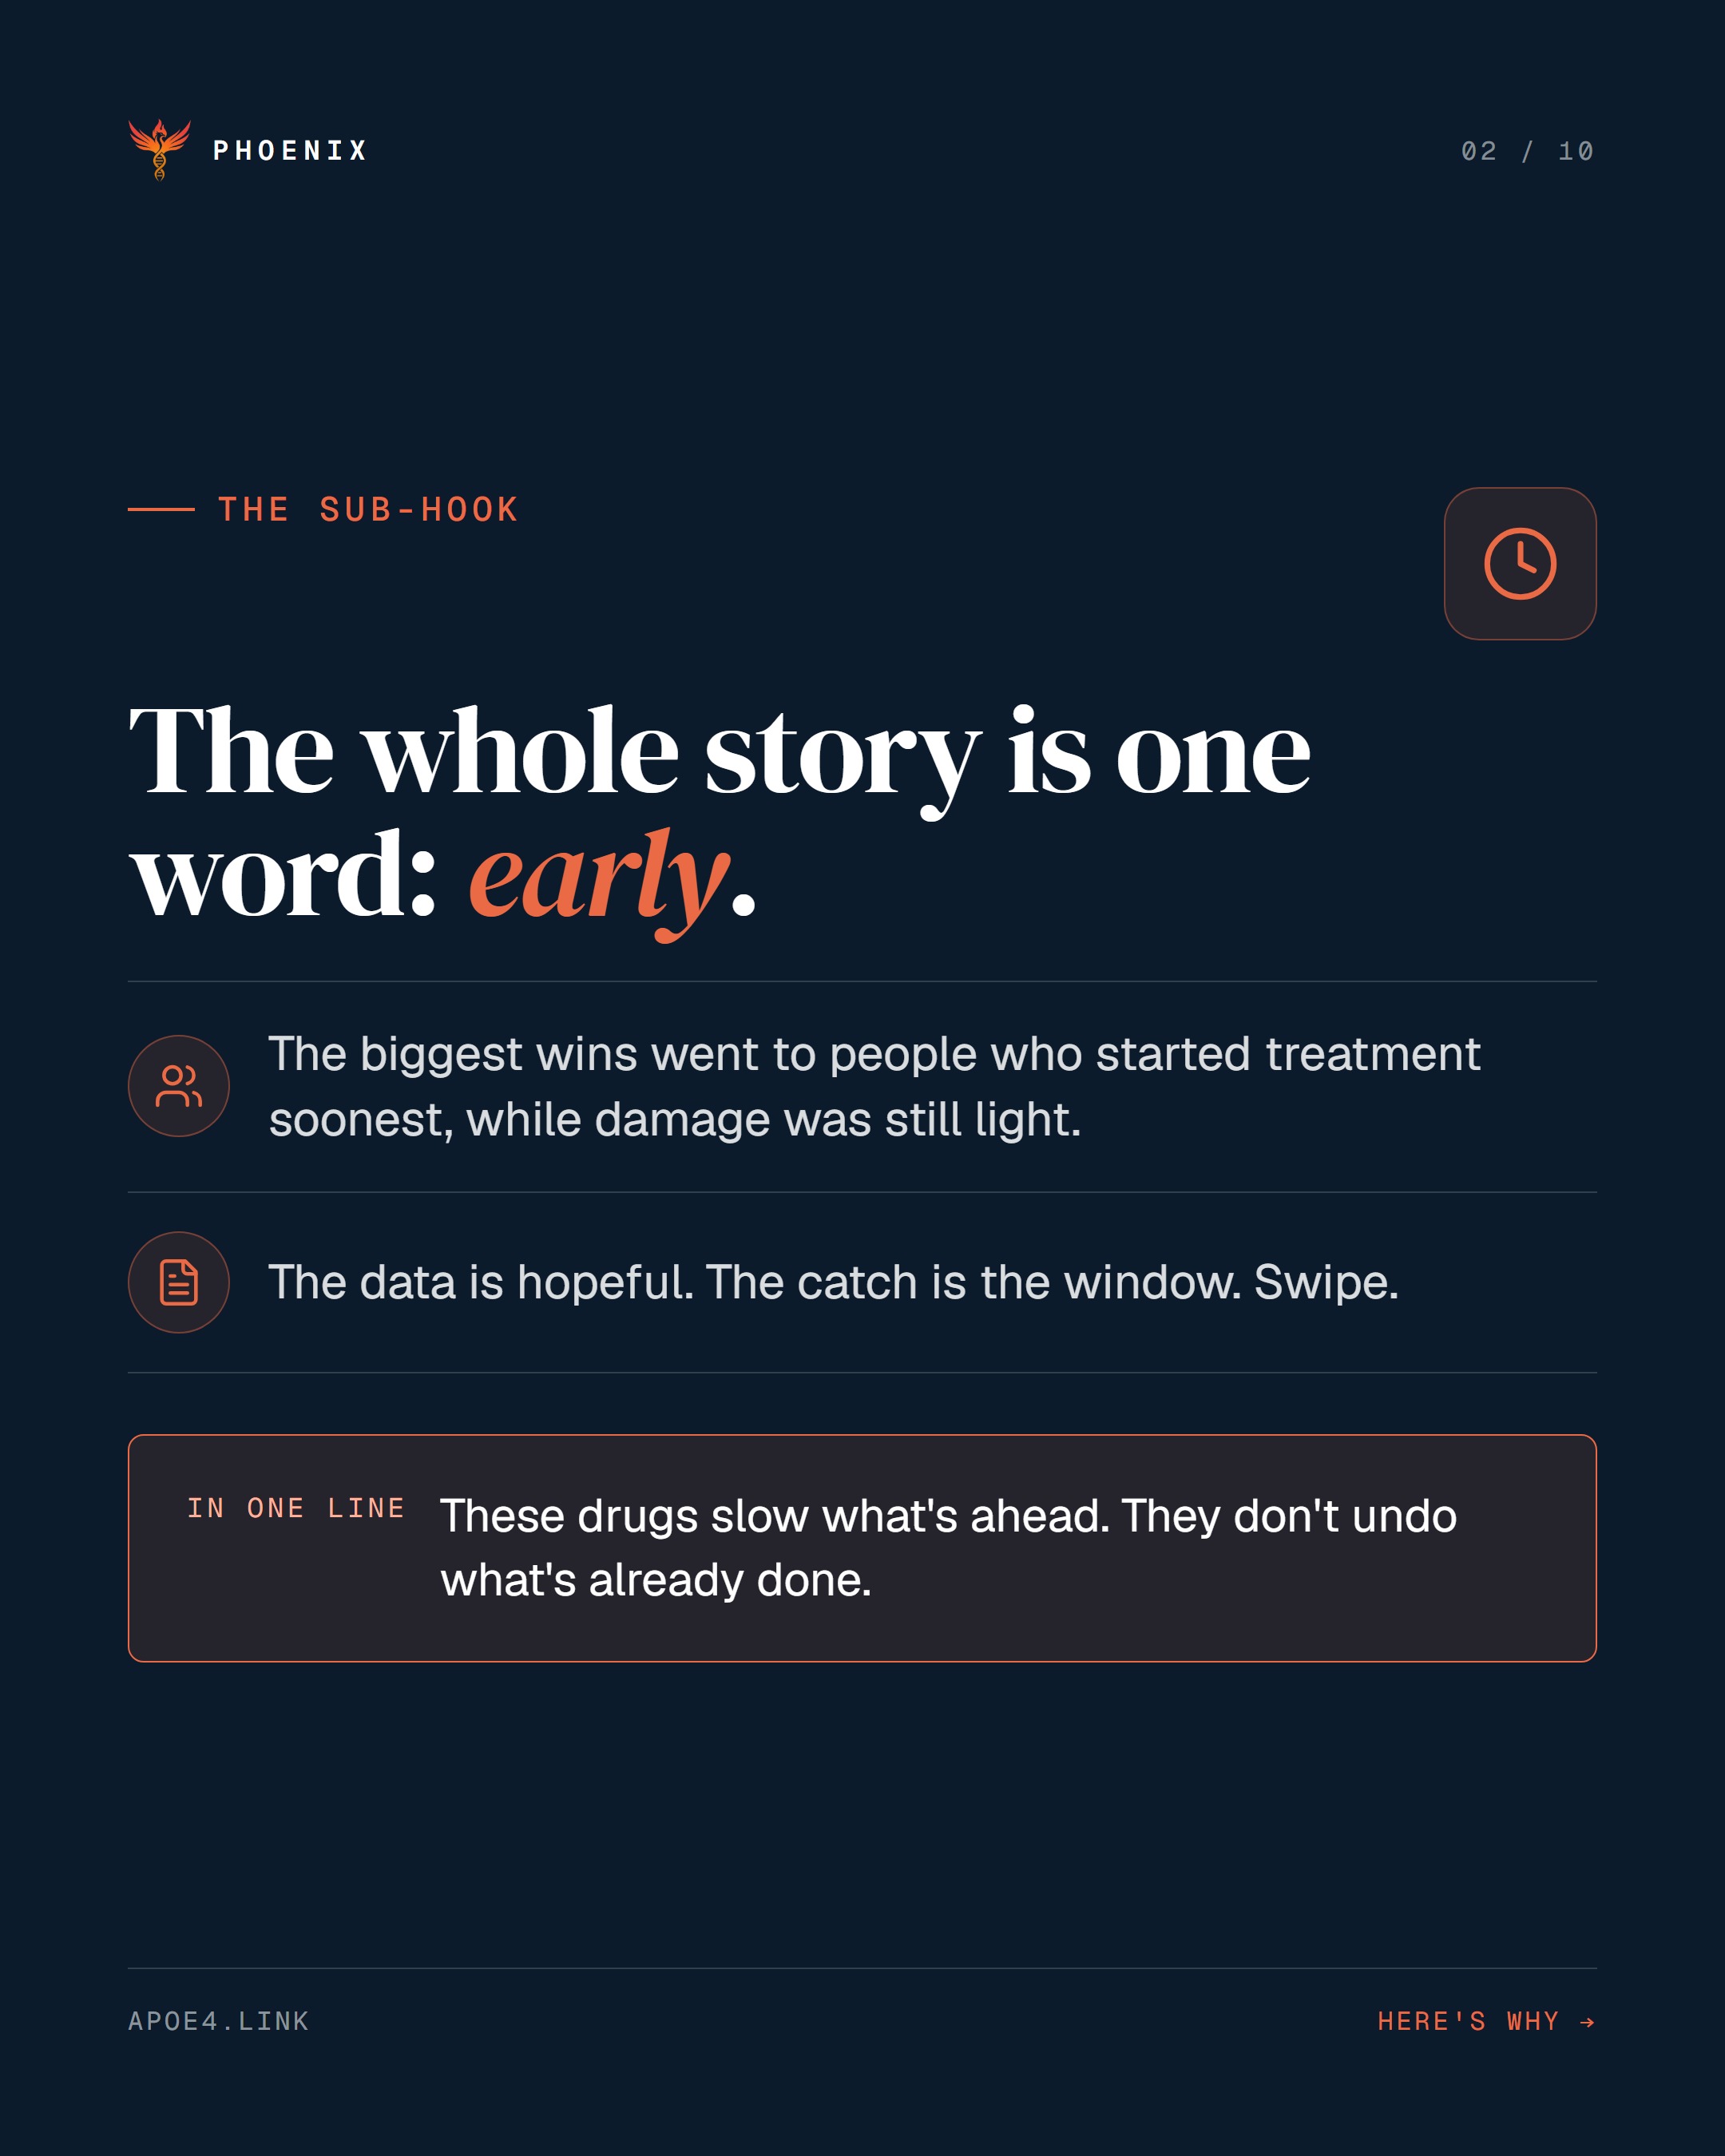 PHOENIX
02 / 10
THE SUB-HOOK
The whole story is one
word: early.
The biggest wins went to people who started treatment
soonest, while damage was still light.
The data is hopeful. The catch is the window. Swipe.
IN ONE LINE
These drugs slow what's ahead. They don't undo
what's already done.
APOE4.LINK
HERE'S WHY →